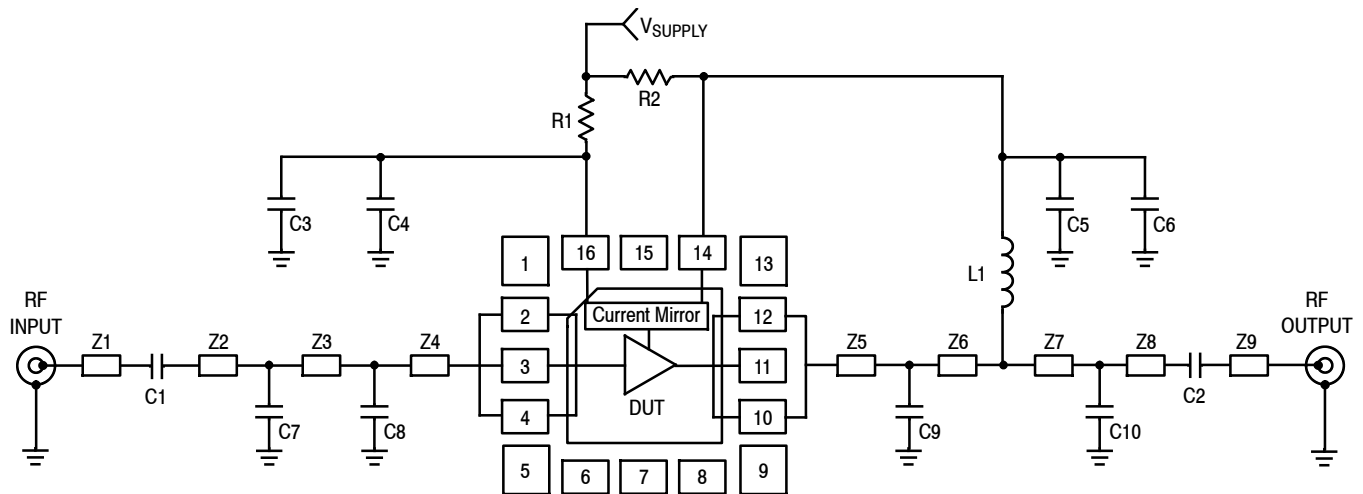 VSUPPLY
R2
R1
C3
C4
C5
C6
L1
1
16
15
14
13
Current Mirror
2
12
3
11
4
10
DUT
5
6
7
8
9
RF
INPUT
Z1
C1
Z2
Z3
Z4
C7
C8
Z5
Z6
Z7
Z8
C2
Z9
C9
C10
RF
OUTPUT